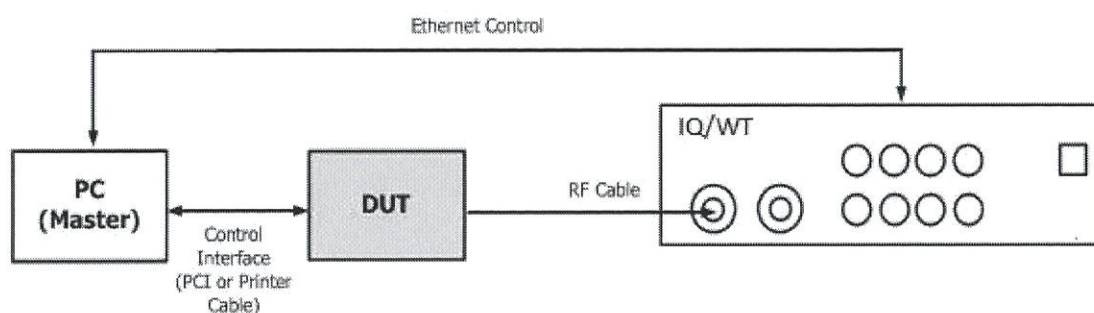 Ethernet Control
IQ/WT
PC
(Master)
DUT
RF Cable
Control
Interface
(PCI or Printer
Cable)